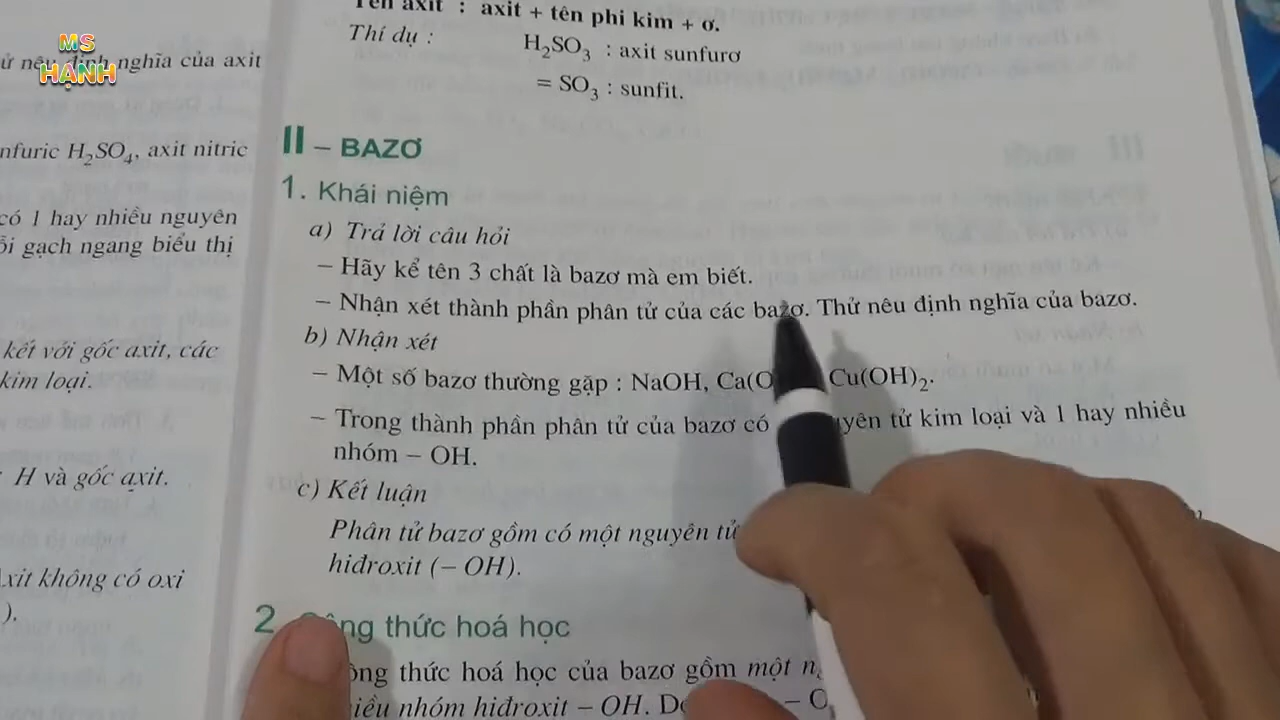 MS
HẠNH
ử nêu định nghĩa của axit
nfuric H₂SO₄, axit nitric
có 1 hay nhiều nguyên
ỗi gạch ngang biểu thị
kết với gốc axit, các
kim loại.
H và gốc axit.
xit không có oxi
).
Tên axit : axit + tên phi kim + ơ.
Thí dụ : H₂SO₃ : axit sunfurơ
= SO₃ : sunfit.
II – BAZƠ
1. Khái niệm
a) Trả lời câu hỏi
– Hãy kể tên 3 chất là bazơ mà em biết.
– Nhận xét thành phần phân tử của các bazơ. Thử nêu định nghĩa của bazơ.
b) Nhận xét
– Một số bazơ thường gặp : NaOH, Ca(O Cu(OH)₂.
– Trong thành phần phân tử của bazơ có yên tử kim loại và 1 hay nhiều
nhóm – OH.
c) Kết luận
Phân tử bazơ gồm có một nguyên tử
hiđroxit (– OH).
2. Công thức hoá học
ông thức hoá học của bazơ gồm một n
iều nhóm hiđroxit – OH. D – O